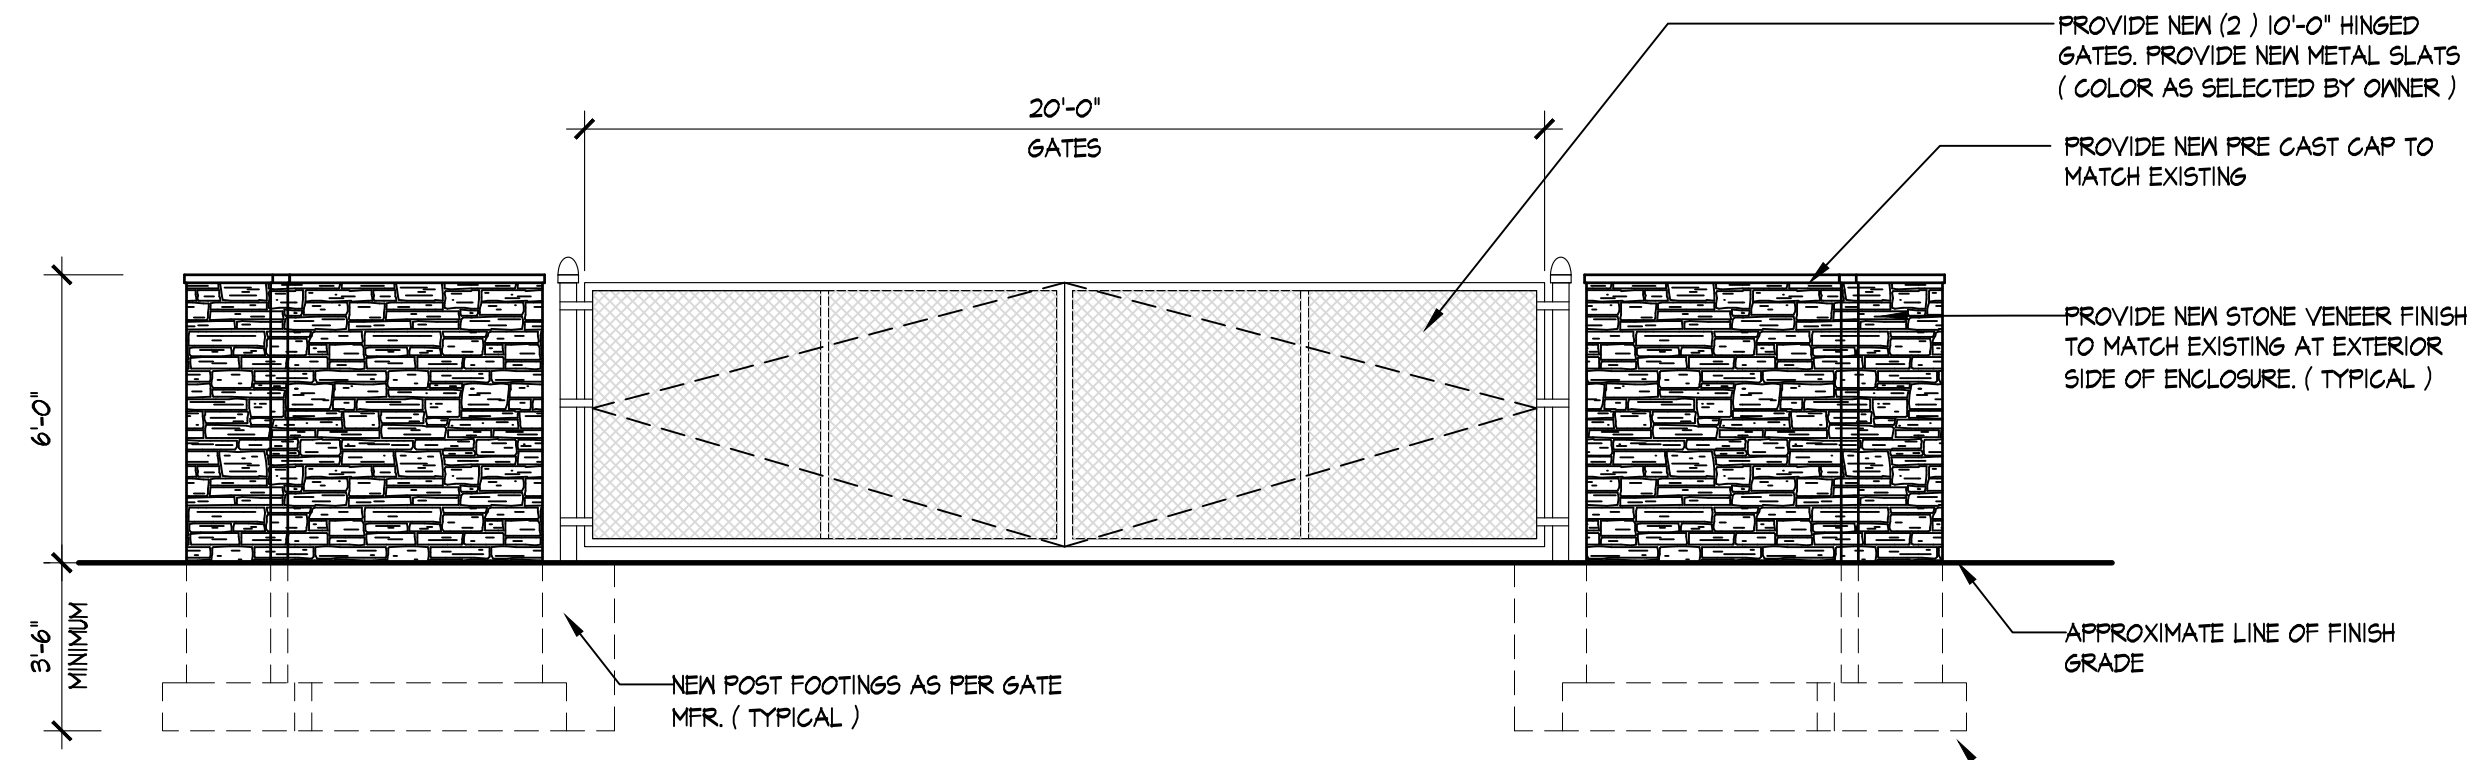 PROVIDE NEW (2 ) 10'-0" HINGED
GATES. PROVIDE NEW METAL SLATS
( COLOR AS SELECTED BY OWNER )
20'-0"
GATES
PROVIDE NEW PRE CAST CAP TO
MATCH EXISTING
PROVIDE NEW STONE VENEER FINISH
TO MATCH EXISTING AT EXTERIOR
SIDE OF ENCLOSURE. ( TYPICAL )
6'-0"
3'-6"
MINIMUM
APPROXIMATE LINE OF FINISH
GRADE
NEW POST FOOTINGS AS PER GATE
MFR. ( TYPICAL )